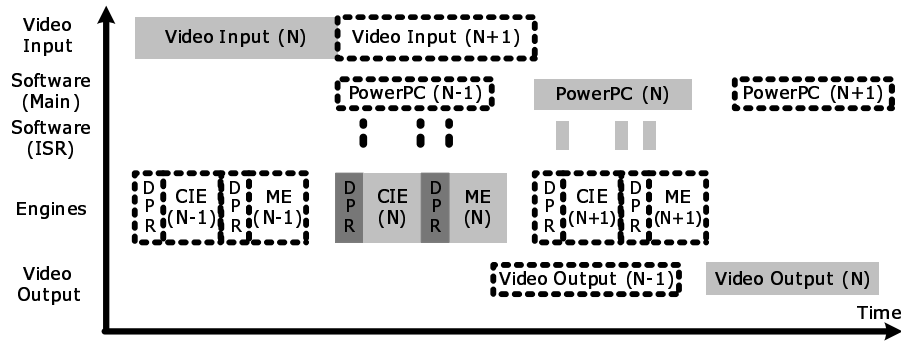 Video
Input
Video Input (N)
Video Input (N+1)
Software
(Main)
PowerPC (N-1)
PowerPC (N)
PowerPC (N+1)
Software
(ISR)
Engines
D
P
R
CIE
(N-1)
D
P
R
ME
(N-1)
D
P
R
CIE
(N)
D
P
R
ME
(N)
D
P
R
CIE
(N+1)
D
P
R
ME
(N+1)
Video
Output
Video Output (N-1)
Video Output (N)
Time